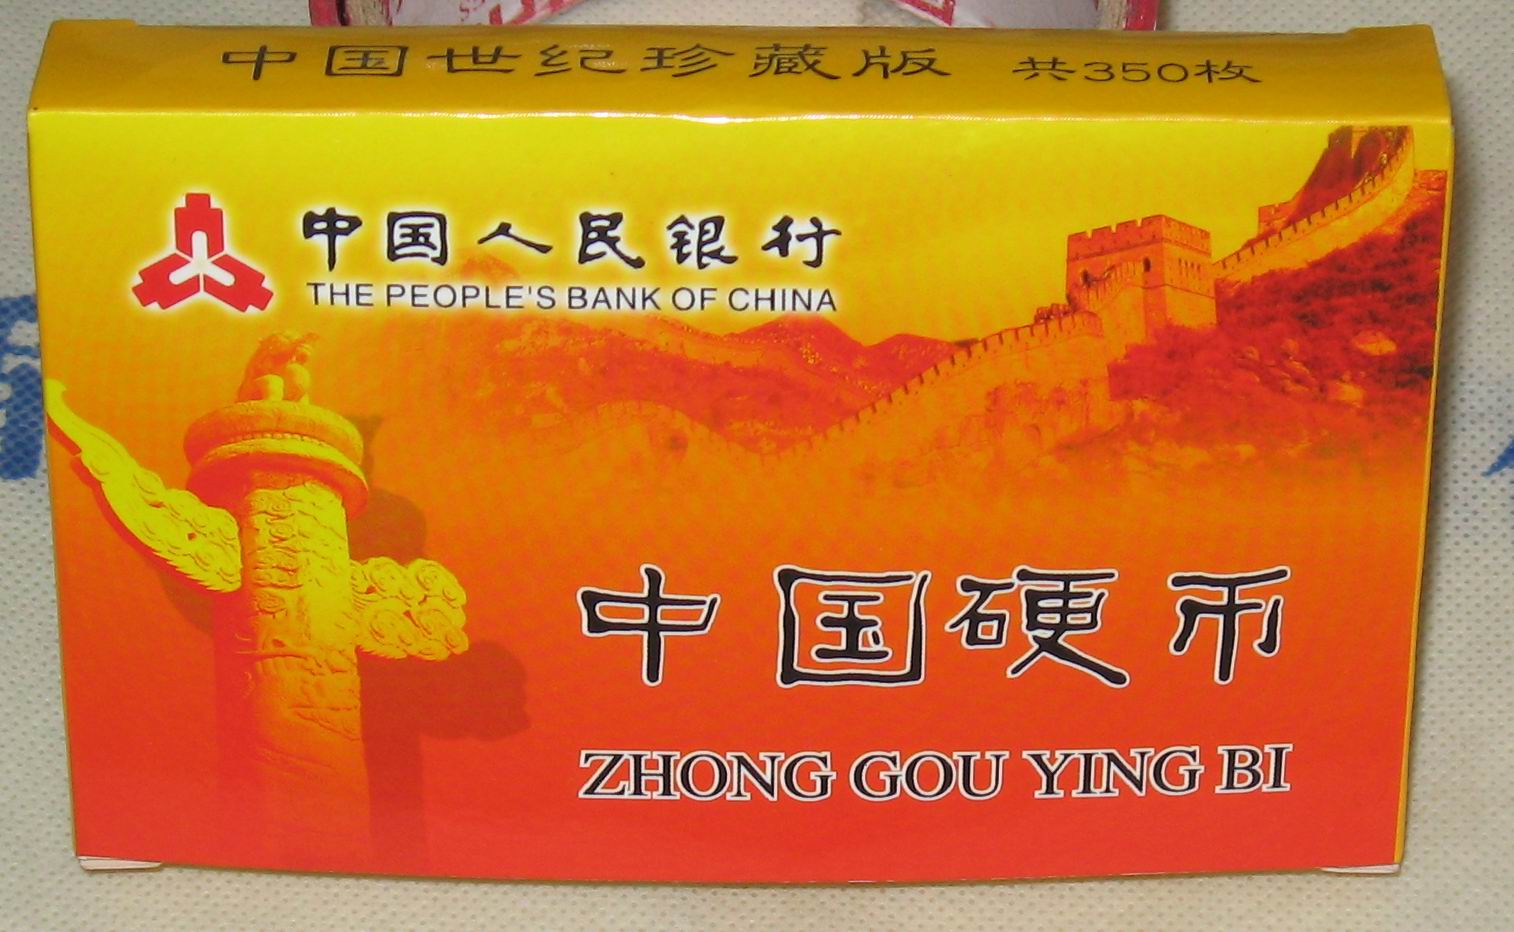 中国世纪珍藏版 共350枚
中国人民银行
THE PEOPLE'S BANK OF CHINA
中国硬币
ZHONG GOU YING BI